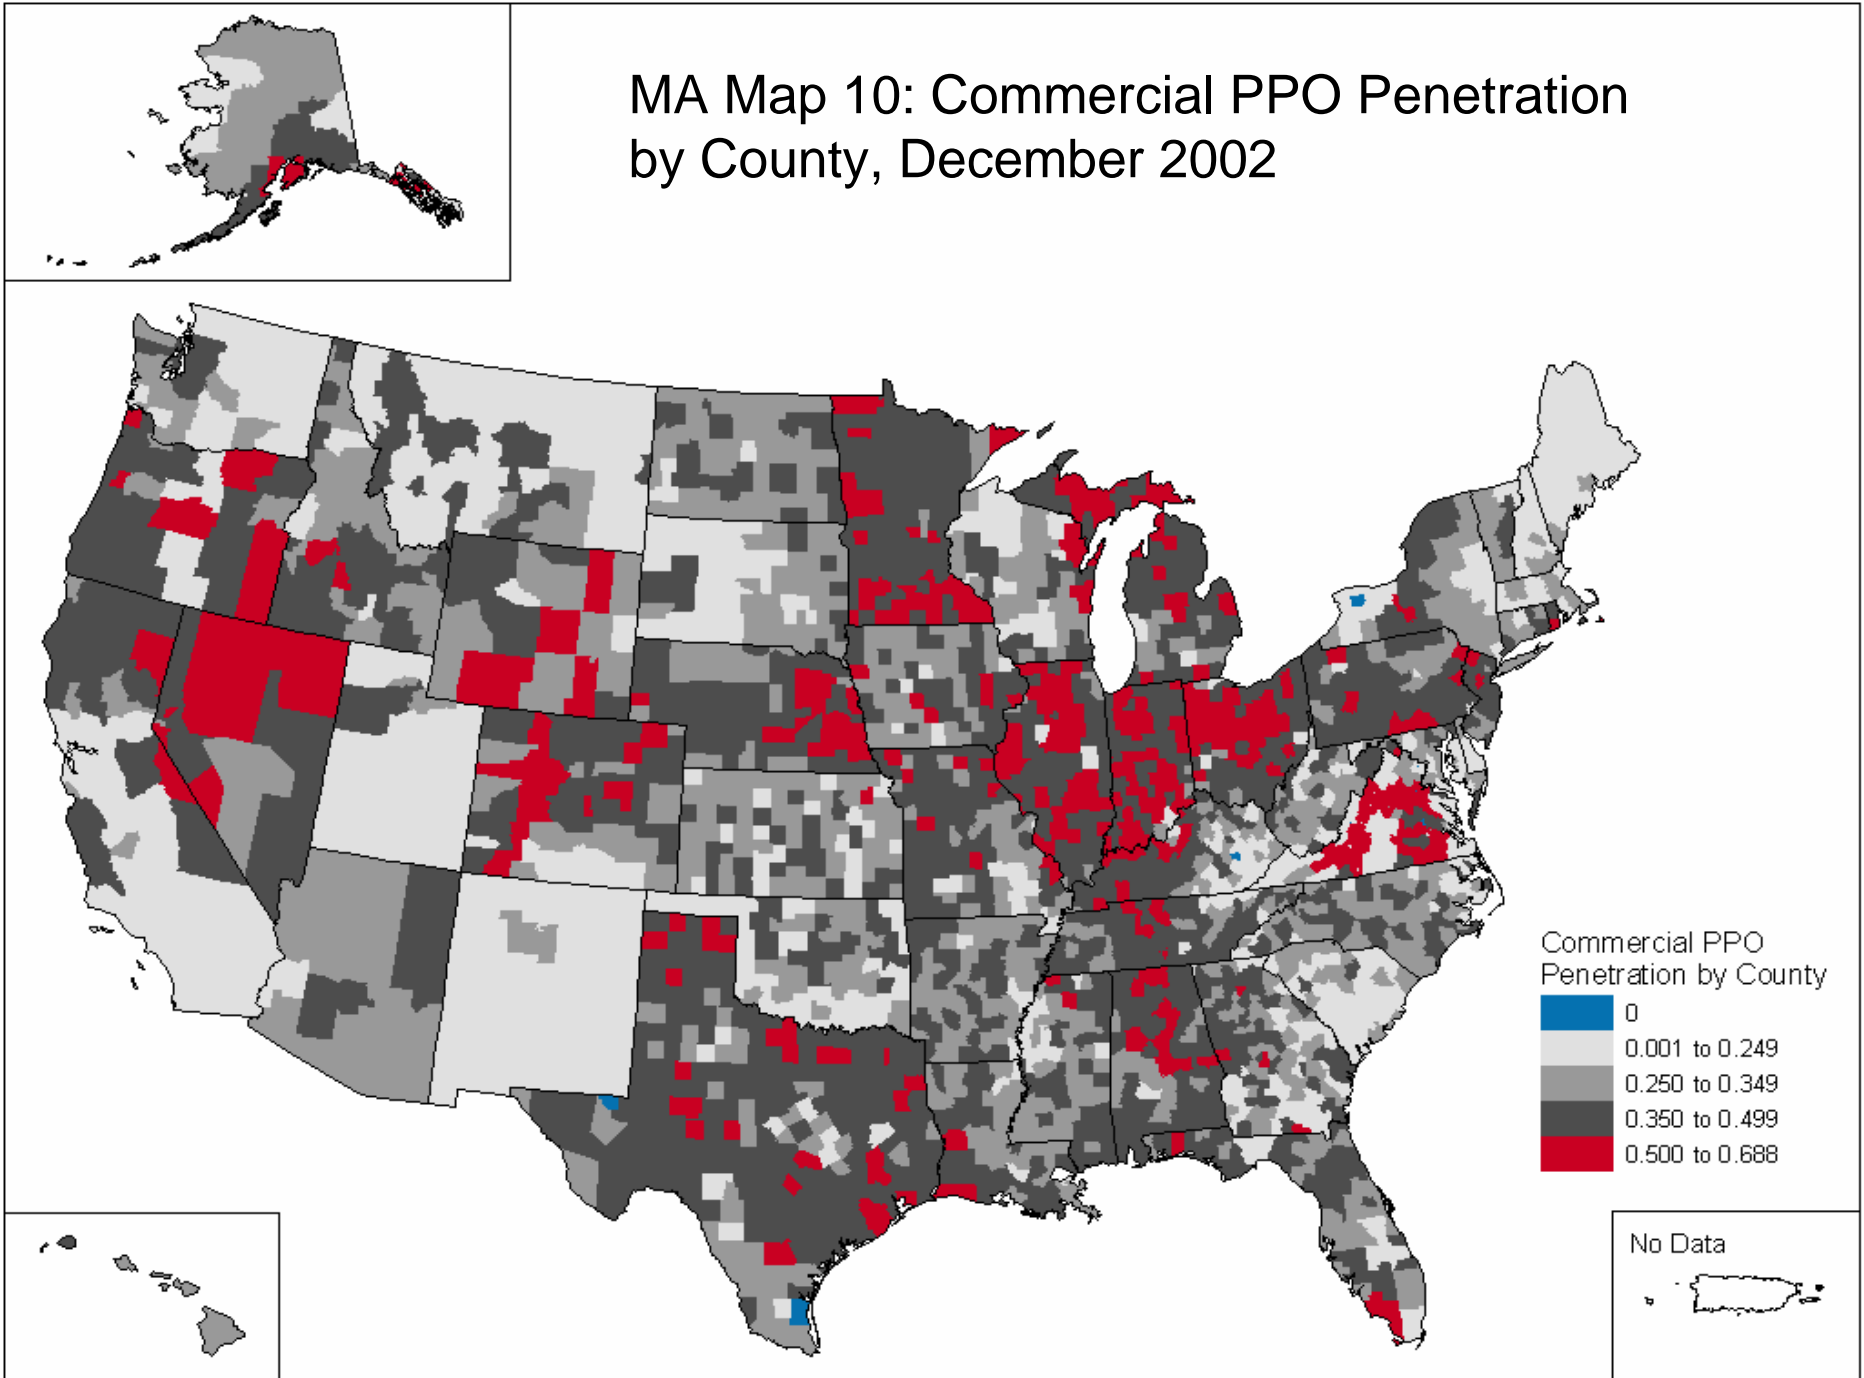 MA Map 10: Commercial PPO Penetration
by County, December 2002
Commercial PPO
Penetration by County
0
0.001 to 0.249
0.250 to 0.349
0.350 to 0.499
0.500 to 0.688
No Data